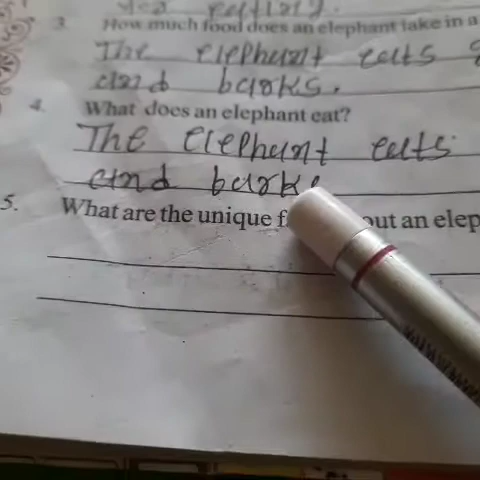 3. How much food does an elephant take in a
The elephant eats
and barks.
4. What does an elephant eat?
The elephant eats
and barks
5. What are the unique f out an elep